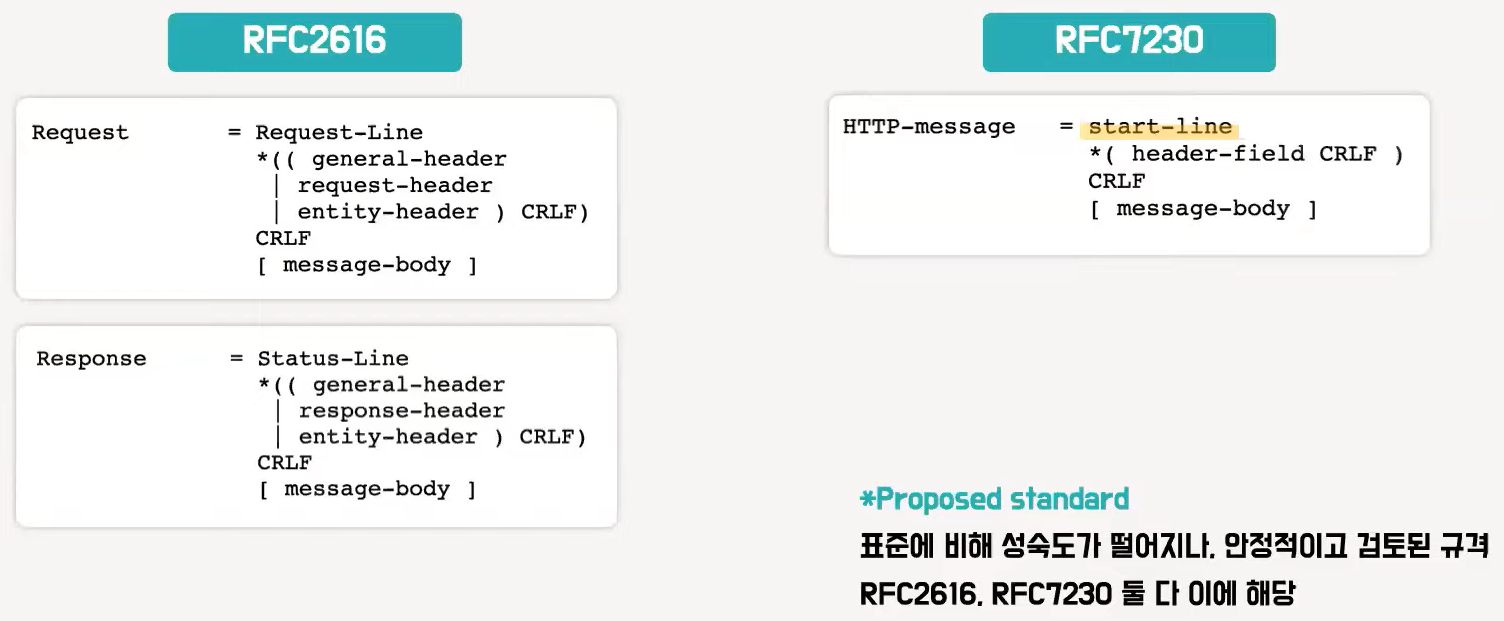 RFC2616
Request = Request-Line
*(( general-header
| request-header
| entity-header ) CRLF)
CRLF
[ message-body ]
Response = Status-Line
*(( general-header
| response-header
| entity-header ) CRLF)
CRLF
[ message-body ]
RFC7230
HTTP-message = start-line
*( header-field CRLF )
CRLF
[ message-body ]
*Proposed standard
표준에 비해 성숙도가 떨어지나, 안정적이고 검토된 규격
RFC2616, RFC7230 둘 다 이에 해당